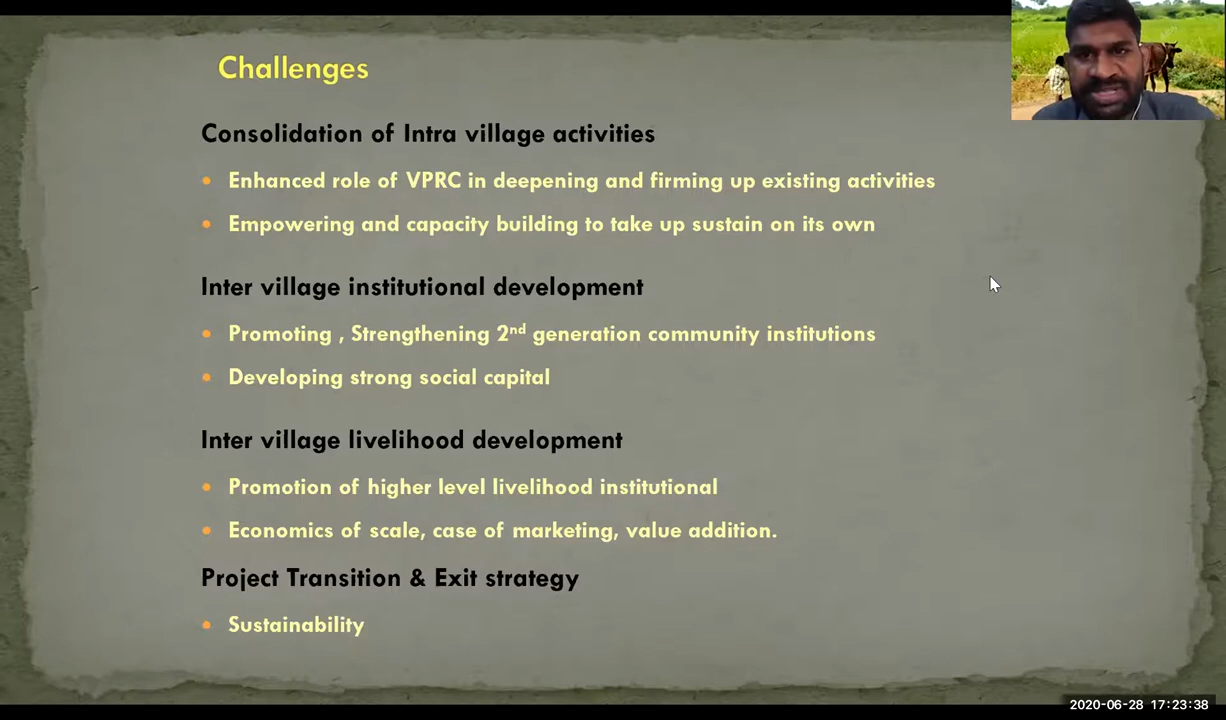 Challenges
Consolidation of Intra village activities
• Enhanced role of VPRC in deepening and firming up existing activities
• Empowering and capacity building to take up sustain on its own
Inter village institutional development
• Promoting , Strengthening 2nd generation community institutions
• Developing strong social capital
Inter village livelihood development
• Promotion of higher level livelihood institutional
• Economics of scale, case of marketing, value addition.
Project Transition & Exit strategy
• Sustainability
2020-06-28 17:23:38